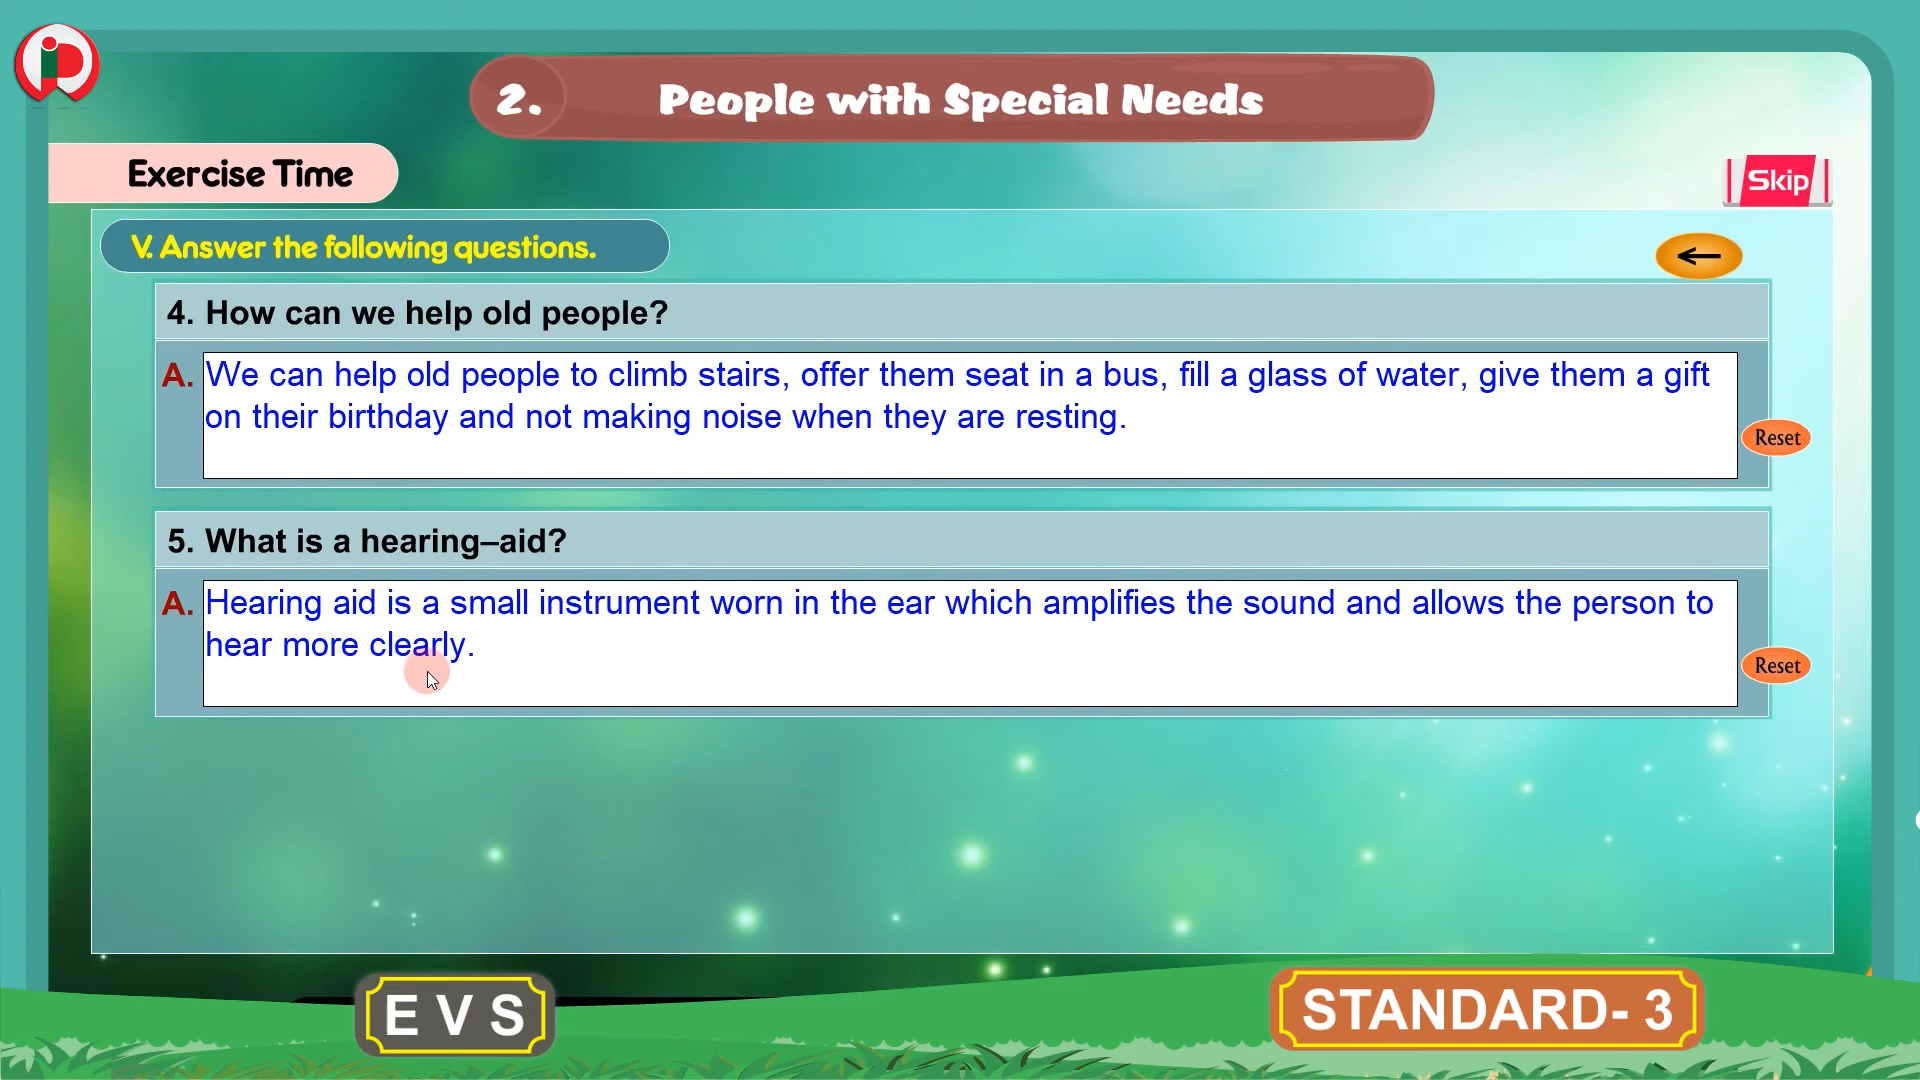 2. People with Special Needs
Exercise Time
Skip
V. Answer the following questions.
4. How can we help old people?
A. We can help old people to climb stairs, offer them seat in a bus, fill a glass of water, give them a gift
on their birthday and not making noise when they are resting.
Reset
5. What is a hearing–aid?
A. Hearing aid is a small instrument worn in the ear which amplifies the sound and allows the person to
hear more clearly.
Reset
E V S
STANDARD- 3